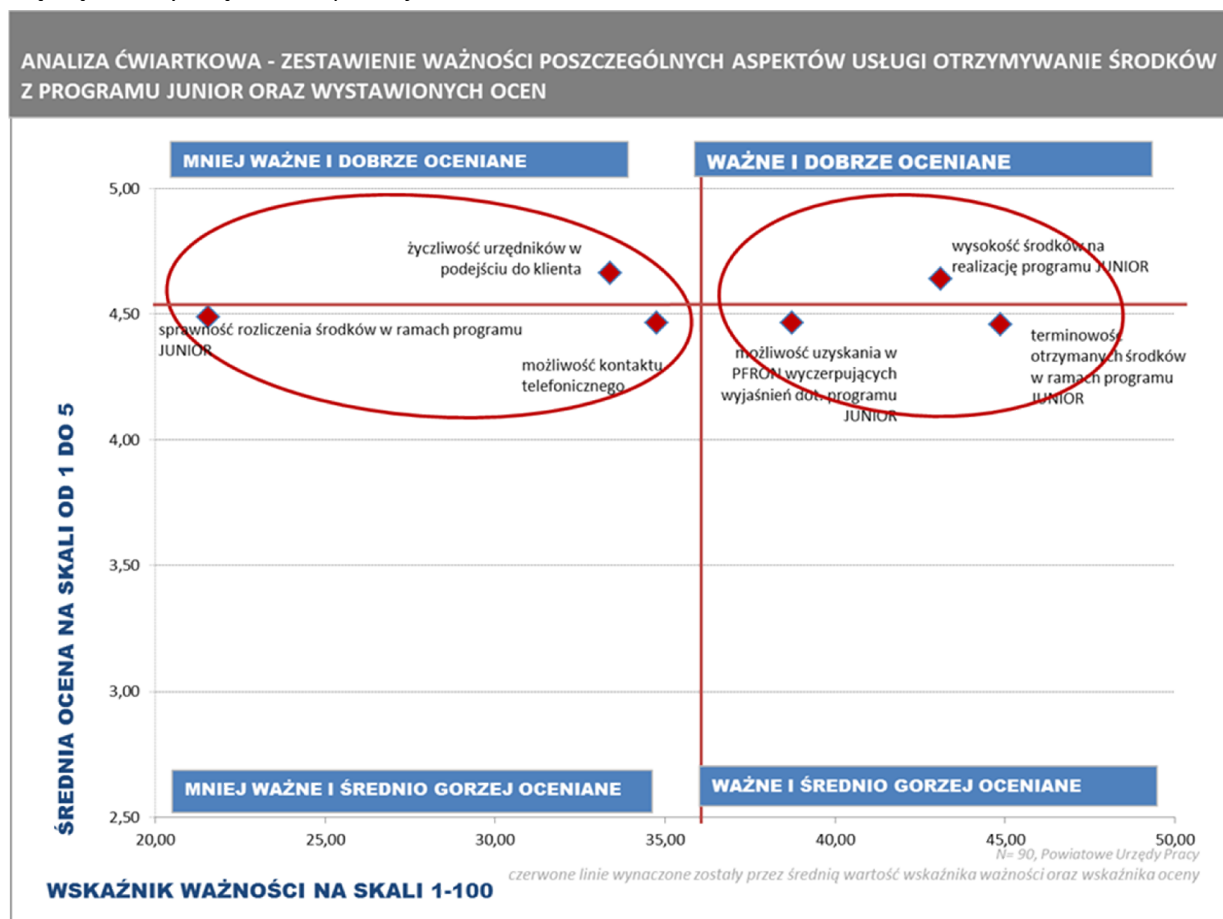 ANALIZA ĆWIARTKOWA - ZESTAWIENIE WAŻNOŚCI POSZCZEGÓLNYCH ASPEKTÓW USŁUGI OTRZYMYWANIE ŚRODKÓW
Z PROGRAMU JUNIOR ORAZ WYSTAWIONYCH OCEN
MNIEJ WAŻNE I DOBRZE OCENIANE
WAŻNE I DOBRZE OCENIANE
5,00
życzliwość urzędników w
podejściu do klienta
wysokość środków na
realizację programu JUNIOR
4,50
sprawność rozliczenia środków w ramach programu
JUNIOR
możliwość kontaktu
telefonicznego
możliwość uzyskania w
PFRON wyczerpujących
wyjaśnień dot. programu
JUNIOR
terminowość
otrzymanych środków
w ramach programu
JUNIOR
4,00
3,50
3,00
2,50
ŚREDNIA OCENA NA SKALI OD 1 DO 5
MNIEJ WAŻNE I ŚREDNIO GORZEJ OCENIANE
WAŻNE I ŚREDNIO GORZEJ OCENIANE
20,00 25,00 30,00 35,00 40,00 45,00 50,00
N= 90, Powiatowe Urzędy Pracy
czerwone linie wynaczone zostały przez średnią wartość wskaźnika ważności oraz wskaźnika oceny
WSKAŹNIK WAŻNOŚCI NA SKALI 1-100